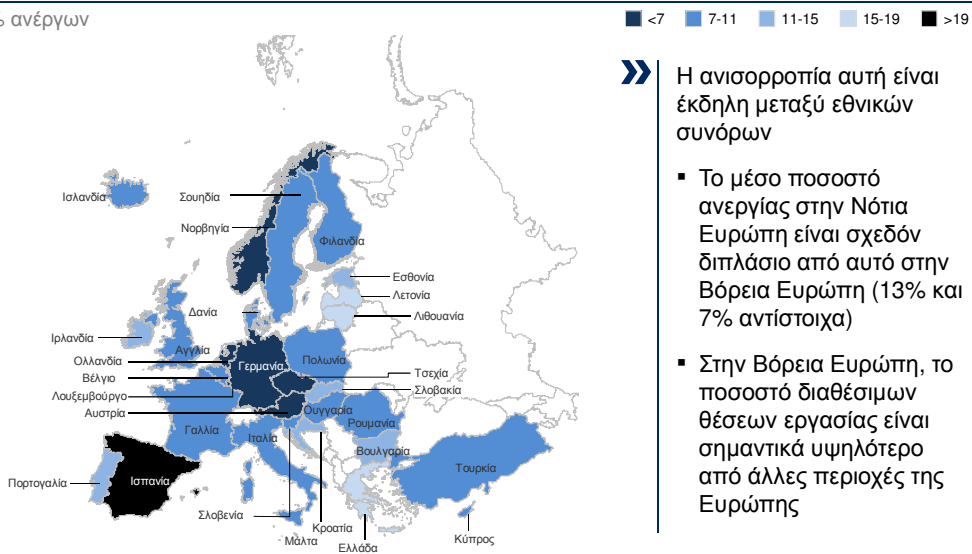 % ανέργων
<7 7-11 11-15 15-19 >19
Η ανισορροπία αυτή είναι
έκδηλη μεταξύ εθνικών
συνόρων
▪ Το μέσο ποσοστό
ανεργίας στην Νότια
Ευρώπη είναι σχεδόν
διπλάσιο από αυτό στην
Βόρεια Ευρώπη (13% και
7% αντίστοιχα)
▪ Στην Βόρεια Ευρώπη, το
ποσοστό διαθέσιμων
θέσεων εργασίας είναι
σημαντικά υψηλότερο
από άλλες περιοχές της
Ευρώπης
Ισλανδία
Σουηδία
Νορβηγία
Φιλανδία
Εσθονία
Λετονία
Λιθουανία
Δανία
Ιρλανδία
Αγγλία
Ολλανδία
Βέλγιο
Λουξεμβούργο
Αυστρία
Γερμανία
Πολωνία
Τσεχία
Σλοβακία
Ουγγαρία
Ρουμανία
Γαλλία
Ιταλία
Βουλγαρία
Τουρκία
Πορτογαλία
Ισπανία
Σλοβενία
Μάλτα
Κροατία
Ελλάδα
Κύπρος